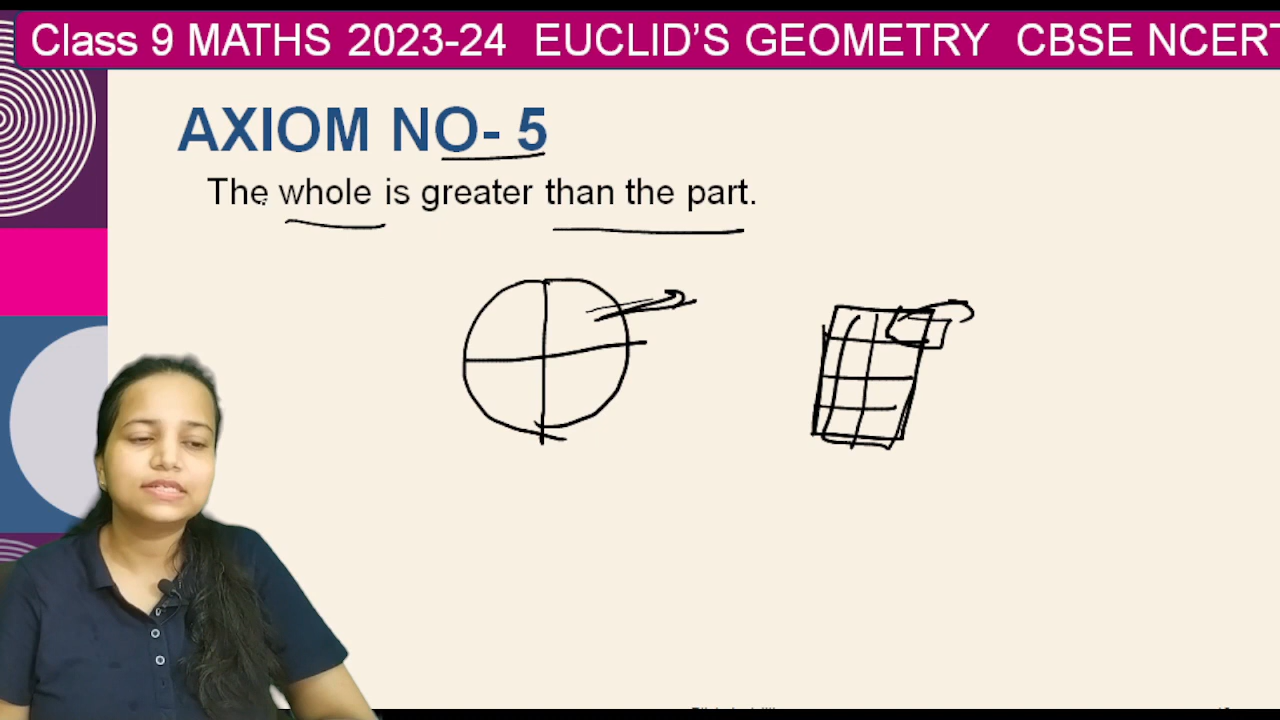 Class 9 MATHS 2023-24 EUCLID'S GEOMETRY CBSE NCERT
AXIOM NO- 5
The whole is greater than the part.